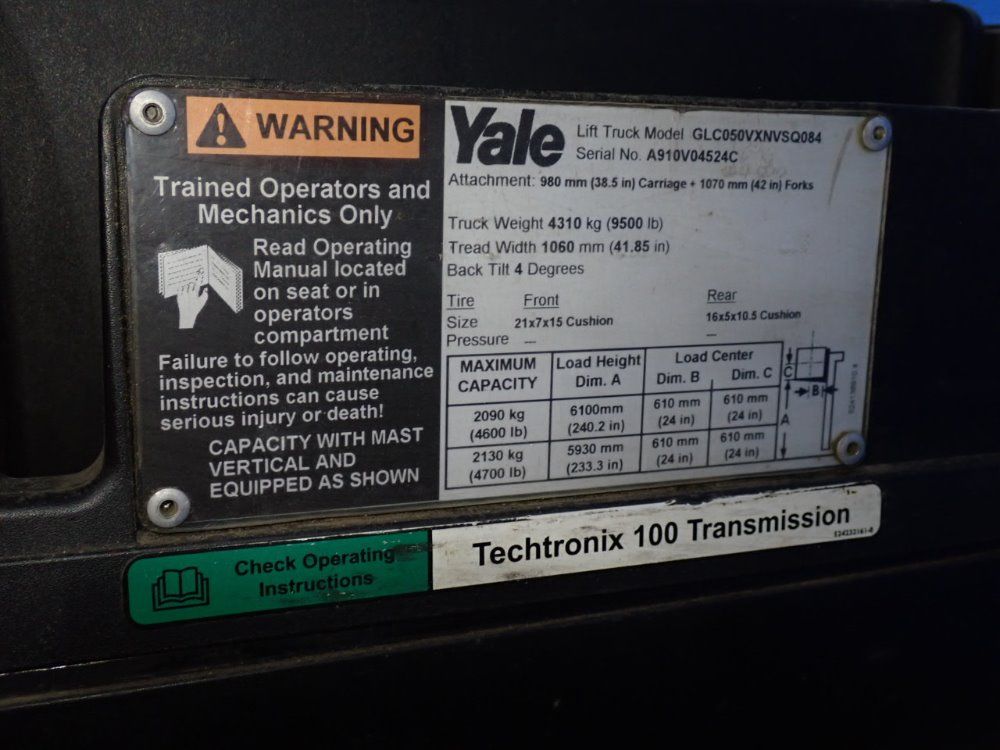 WARNING
Trained Operators and
Mechanics Only
Read Operating
Manual located
on seat or in
operators
compartment
Failure to follow operating,
inspection, and maintenance
instructions can cause
serious injury or death!
CAPACITY WITH MAST
VERTICAL AND
EQUIPPED AS SHOWN
Yale
Lift Truck Model GLC050VXNVSQ084
Serial No. A910V04524C
Attachment: 980 mm (38.5 in) Carriage + 1070 mm (42 in) Forks
Truck Weight 4310 kg (9500 lb)
Tread Width 1060 mm (41.85 in)
Back Tilt 4 Degrees
Tire Front Rear
Size 21x7x15 Cushion 16x5x10.5 Cushion
Pressure — —
MAXIMUM CAPACITY Load Height Dim. A Load Center Dim. B Dim. C
2090 kg (4600 lb) 6100mm (240.2 in) 610 mm (24 in) 610 mm (24 in)
2130 kg (4700 lb) 5930 mm (233.3 in) 610 mm (24 in) 610 mm (24 in)
C
B
A
Check Operating
Instructions
Techtronix 100 Transmission